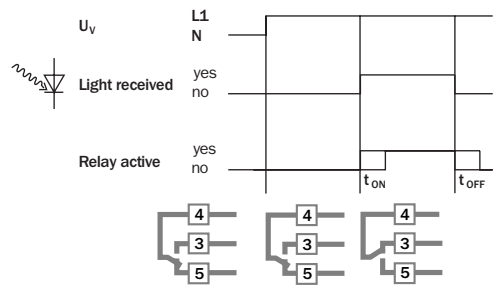 L1
U_V
N
Light received yes
no
Relay active yes
no
t_ON t_OFF
4 4 4
3 3 3
5 5 5